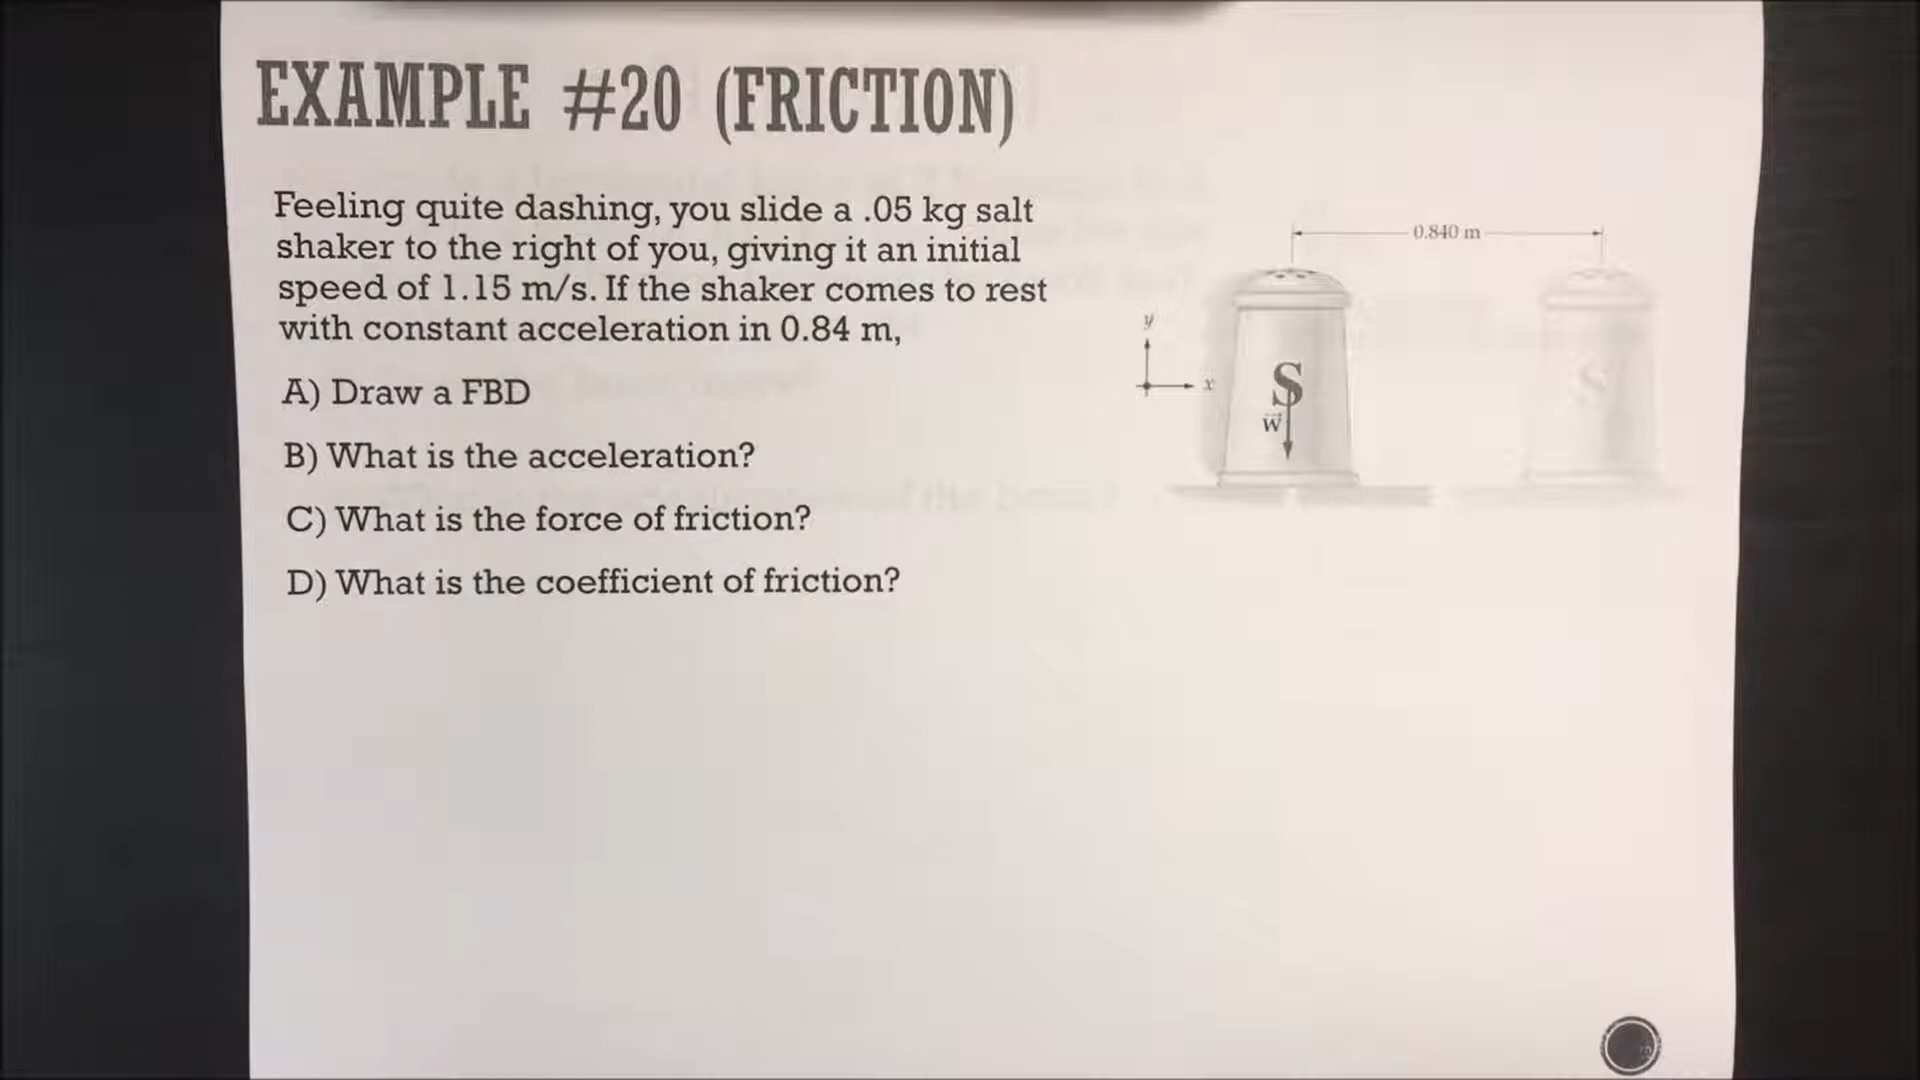 EXAMPLE #20 (FRICTION)
Feeling quite dashing, you slide a .05 kg salt
shaker to the right of you, giving it an initial
speed of 1.15 m/s. If the shaker comes to rest
with constant acceleration in 0.84 m,
A) Draw a FBD
B) What is the acceleration?
C) What is the force of friction?
D) What is the coefficient of friction?
0.840 m
y
x
S
w
S